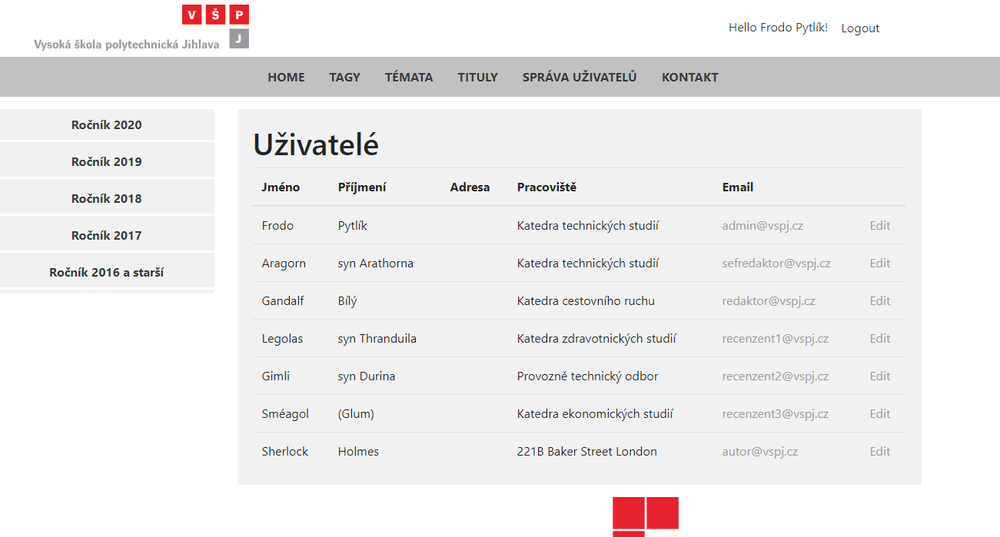 V Š P
J
Vysoká škola polytechnická Jihlava
Hello Frodo Pytlík! Logout
HOME TAGY TÉMATA TITULY SPRÁVA UŽIVATELŮ KONTAKT
Ročník 2020
Ročník 2019
Ročník 2018
Ročník 2017
Ročník 2016 a starší
Uživatelé
Jméno Příjmení Adresa Pracoviště Email
Frodo Pytlík Katedra technických studií admin@vspj.cz Edit
Aragorn syn Arathorna Katedra technických studií sefredaktor@vspj.cz Edit
Gandalf Bílý Katedra cestovního ruchu redaktor@vspj.cz Edit
Legolas syn Thranduila Katedra zdravotnických studií recenzent1@vspj.cz Edit
Gimli syn Durina Provozně technický odbor recenzent2@vspj.cz Edit
Sméagol (Glum) Katedra ekonomických studií recenzent3@vspj.cz Edit
Sherlock Holmes 221B Baker Street London autor@vspj.cz Edit